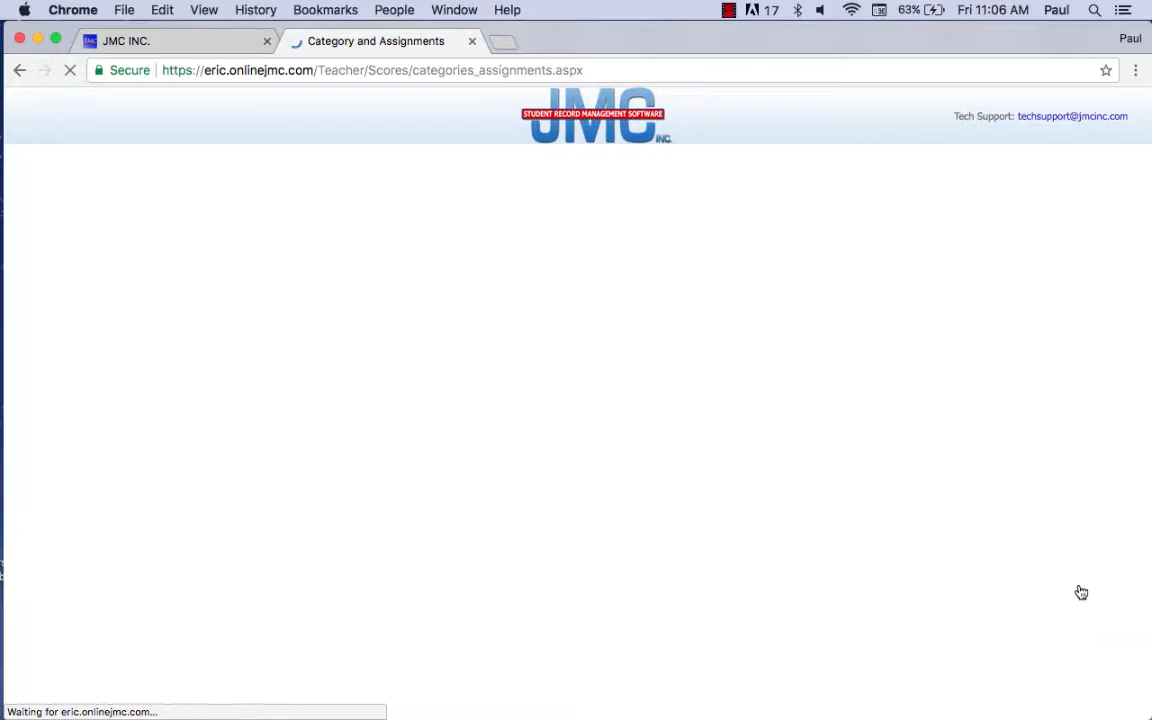 Chrome File Edit View History Bookmarks People Window Help 17 63% Fri 11:06 AM Paul
JMC INC. Category and Assignments Paul
Secure https://eric.onlinejmc.com/Teacher/Scores/categories_assignments.aspx
JMC INC.
STUDENT RECORD MANAGEMENT SOFTWARE
Tech Support: techsupport@jmcinc.com
Waiting for eric.onlinejmc.com...